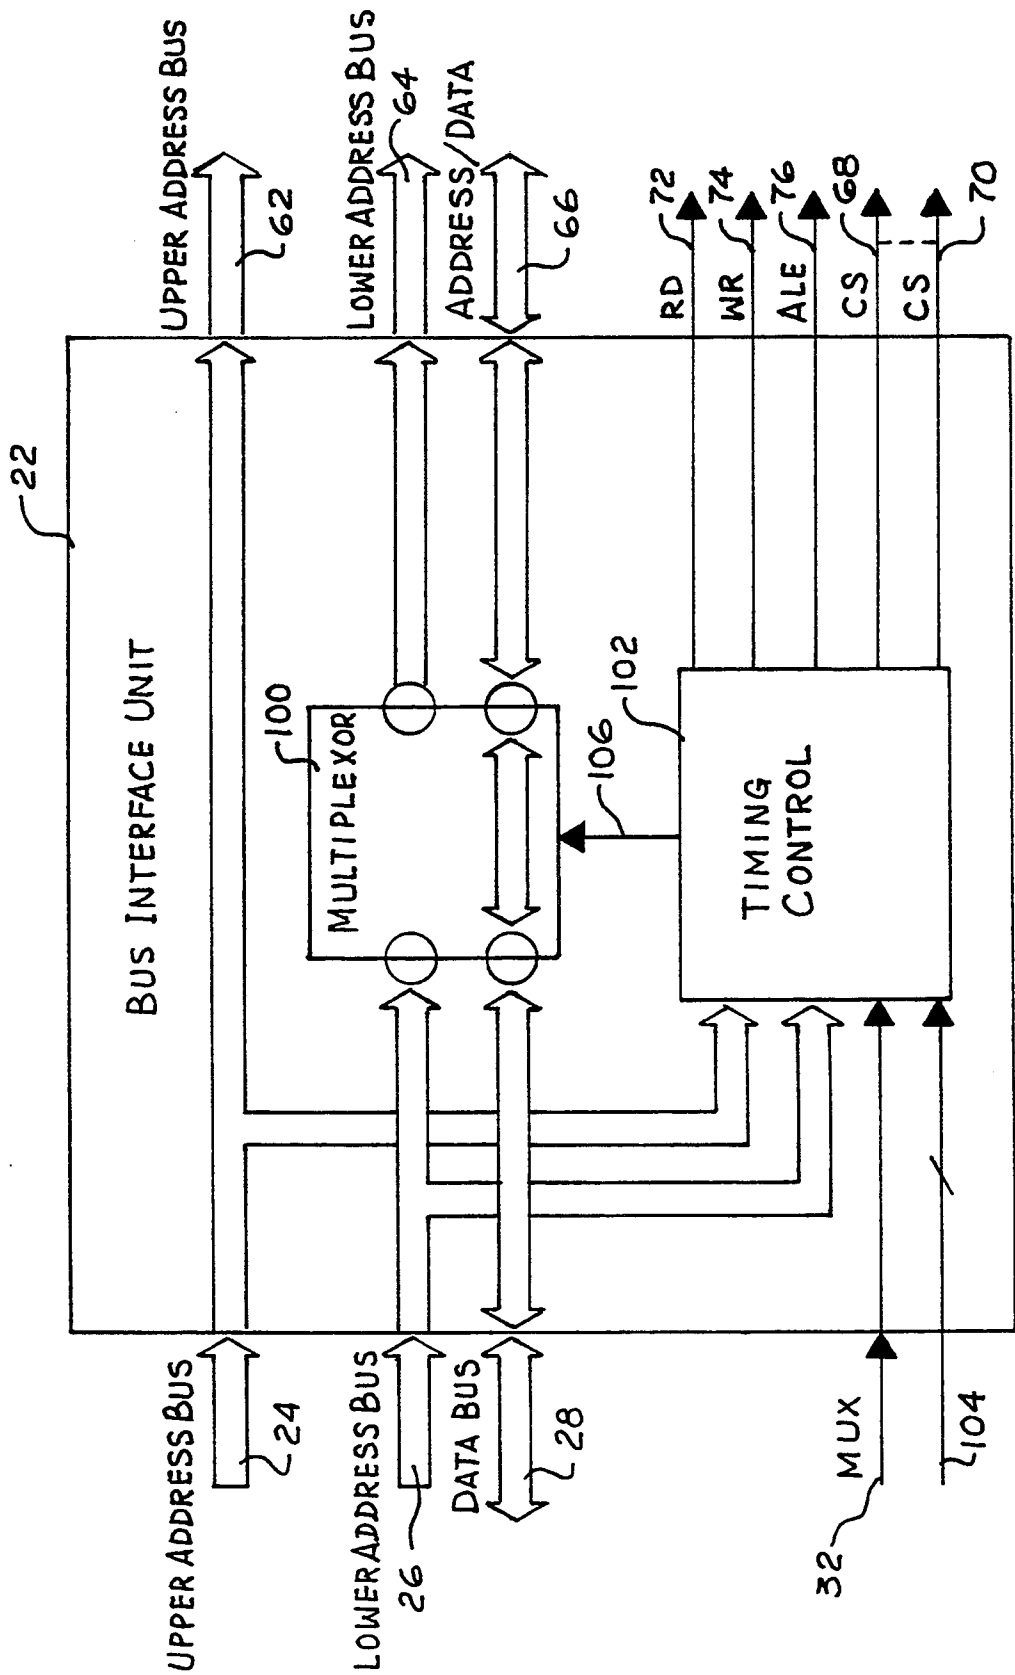 22
BUS INTERFACE UNIT
UPPER ADDRESS BUS
24
UPPER ADDRESS BUS
62
LOWER ADDRESS BUS
26
100
MULTIPLEXOR
LOWER ADDRESS BUS
64
DATA BUS
28
ADDRESS/DATA
66
106
102
TIMING
CONTROL
MUX
32
104
RD
72
WR
74
ALE
76
CS
68
CS
70